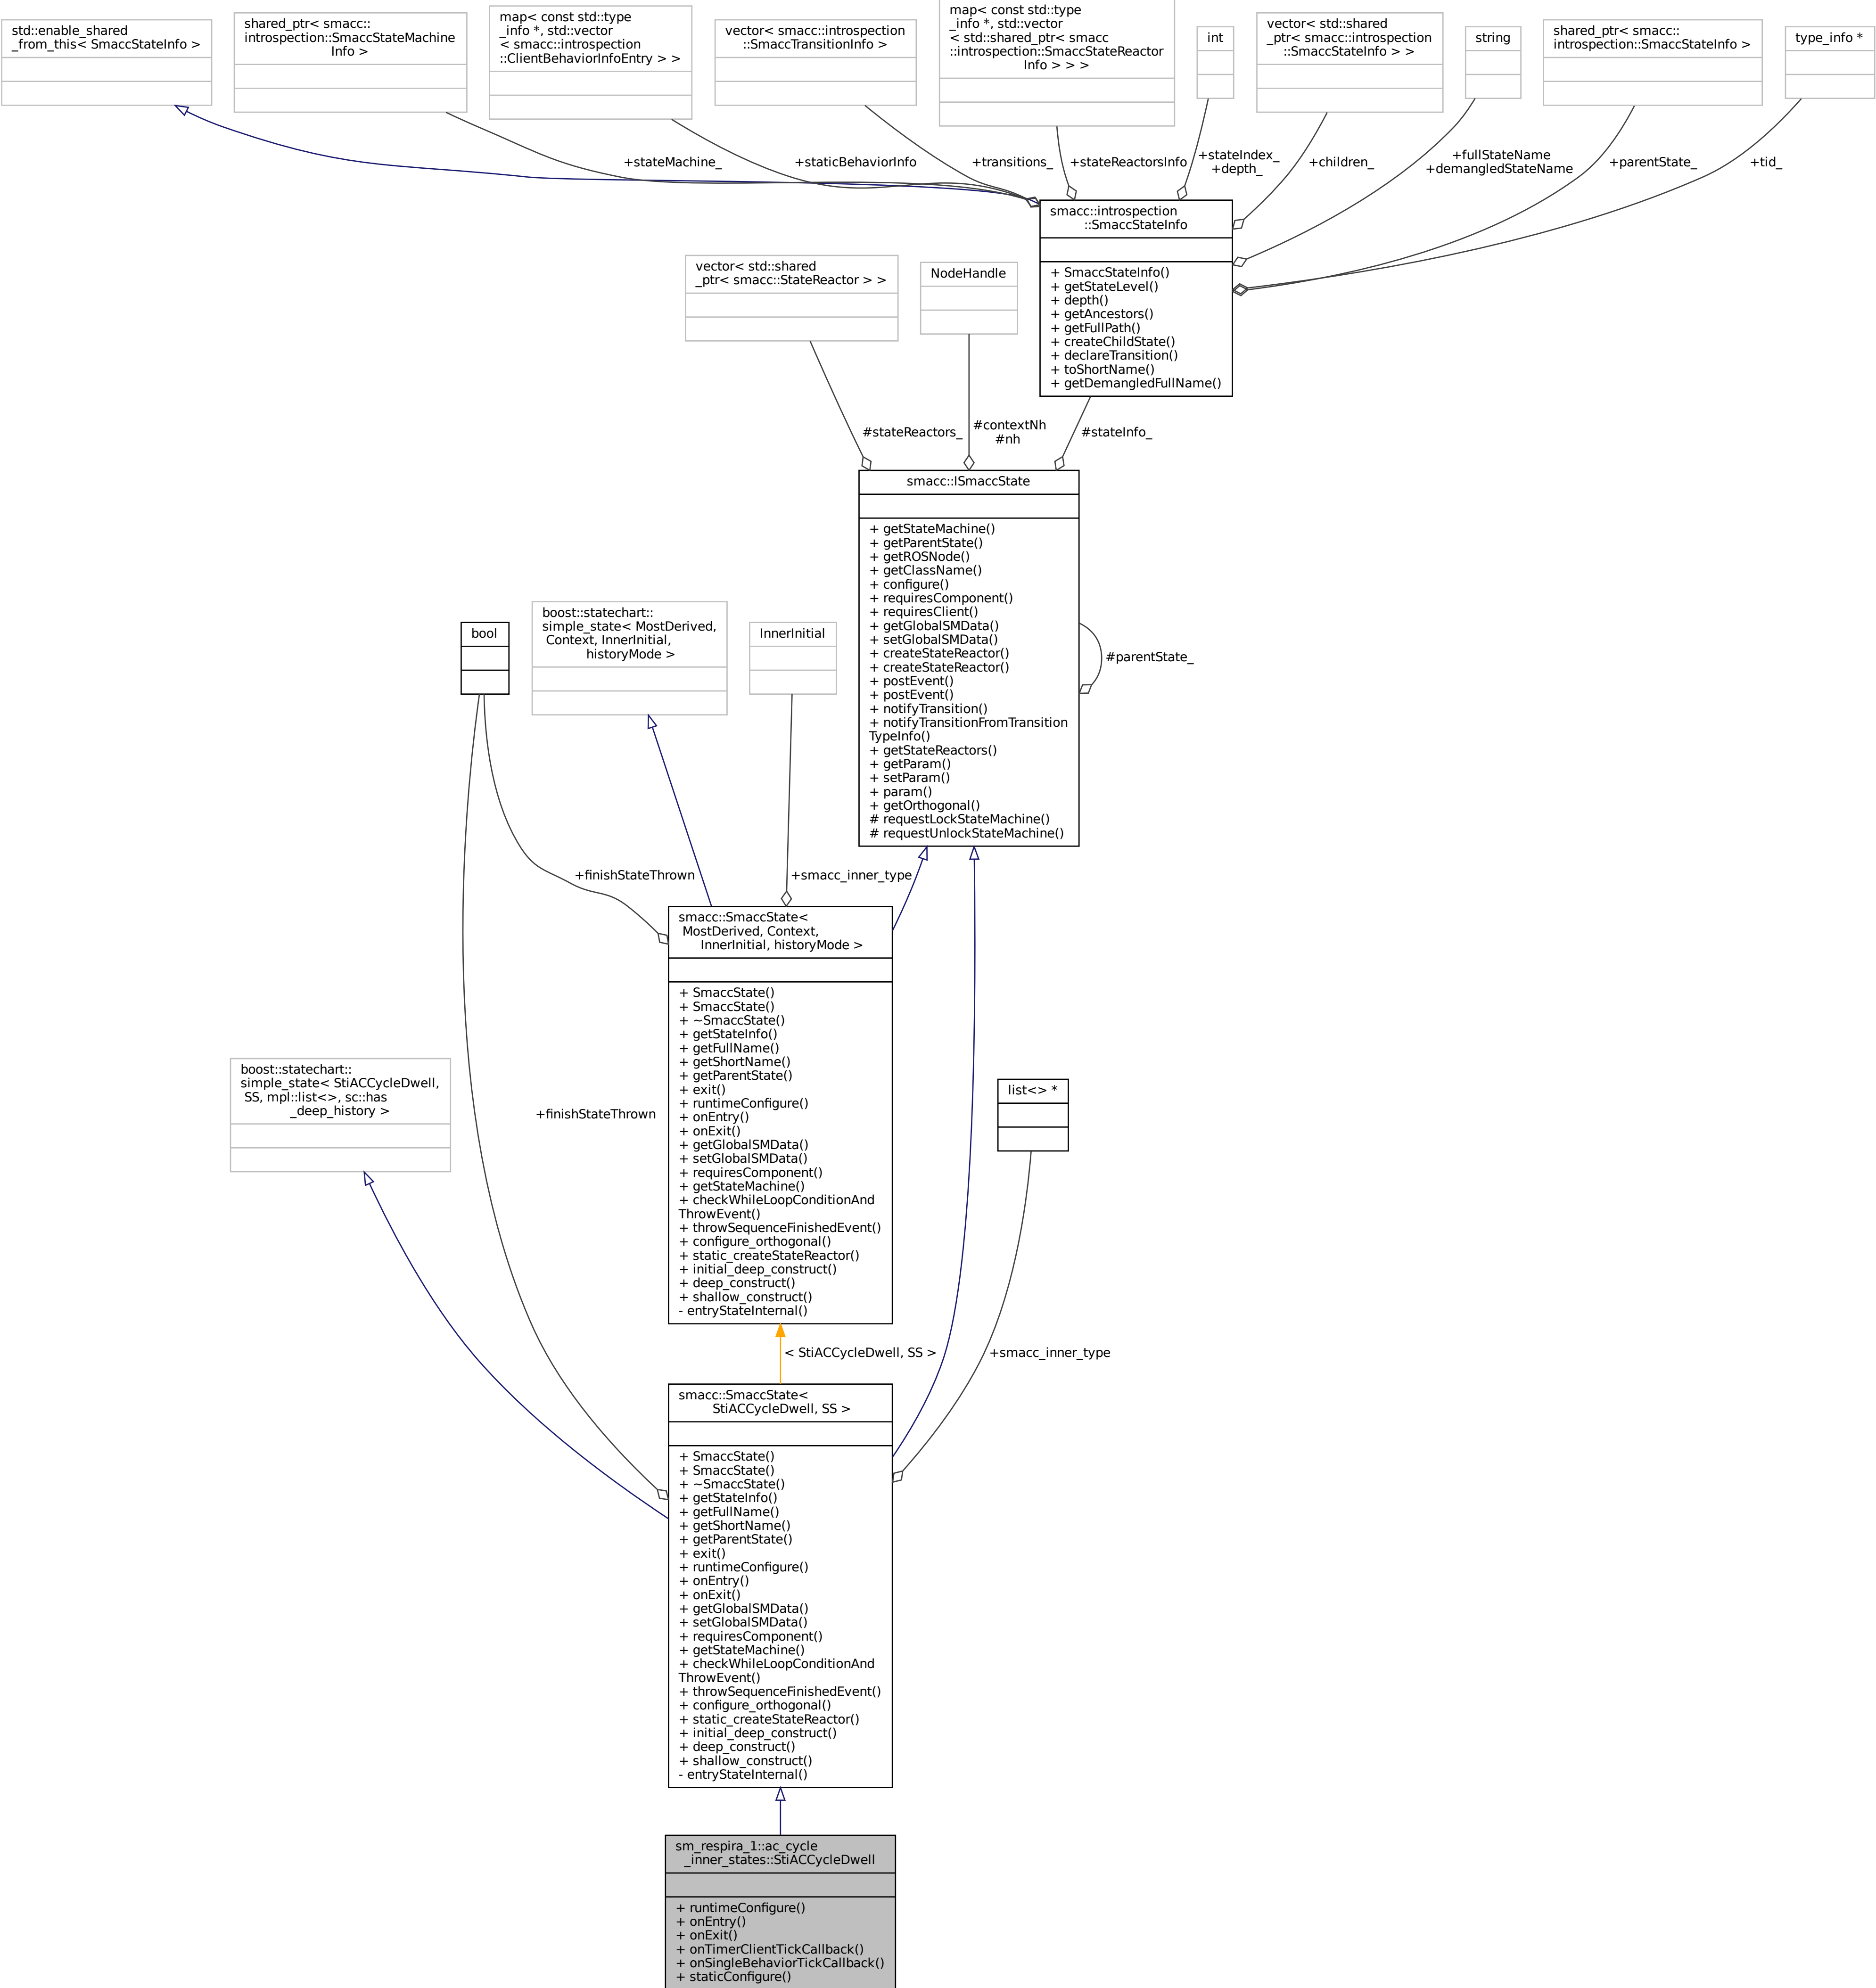 std::enable_shared
_from_this< SmaccStateInfo >
shared_ptr< smacc::
introspection::SmaccStateMachine
Info >
map< const std::type
_info *, std::vector
< smacc::introspection
::ClientBehaviorInfoEntry > >
vector< smacc::introspection
::SmaccTransitionInfo >
map< const std::type
_info *, std::vector
< std::shared_ptr< smacc
::introspection::SmaccStateReactor
Info > > >
int
vector< std::shared
_ptr< smacc::introspection
::SmaccStateInfo > >
string
shared_ptr< smacc::
introspection::SmaccStateInfo >
type_info *
+stateMachine_
+staticBehaviorInfo
+transitions_
+stateReactorsInfo
+stateIndex_
+depth_
+children_
+fullStateName
+demangledStateName
+parentState_
+tid_
smacc::introspection
::SmaccStateInfo
+ SmaccStateInfo()
+ getStateLevel()
+ depth()
+ getAncestors()
+ getFullPath()
+ createChildState()
+ declareTransition()
+ toShortName()
+ getDemangledFullName()
vector< std::shared
_ptr< smacc::StateReactor > >
NodeHandle
#stateReactors_
#contextNh
#nh
#stateInfo_
smacc::ISmaccState
+ getStateMachine()
+ getParentState()
+ getROSNode()
+ getClassName()
+ configure()
+ requiresComponent()
+ requiresClient()
+ getGlobalSMData()
+ setGlobalSMData()
+ createStateReactor()
+ createStateReactor()
+ postEvent()
+ postEvent()
+ notifyTransition()
+ notifyTransitionFromTransition
TypeInfo()
+ getStateReactors()
+ getParam()
+ setParam()
+ param()
+ getOrthogonal()
# requestLockStateMachine()
# requestUnlockStateMachine()
#parentState_
bool
boost::statechart::
simple_state< MostDerived,
Context, InnerInitial,
historyMode >
InnerInitial
+finishStateThrown
+smacc_inner_type
smacc::SmaccState<
MostDerived, Context,
InnerInitial, historyMode >
+ SmaccState()
+ SmaccState()
+ ~SmaccState()
+ getStateInfo()
+ getFullName()
+ getShortName()
+ getParentState()
+ exit()
+ runtimeConfigure()
+ onEntry()
+ onExit()
+ getGlobalSMData()
+ setGlobalSMData()
+ requiresComponent()
+ getStateMachine()
+ checkWhileLoopConditionAnd
ThrowEvent()
+ throwSequenceFinishedEvent()
+ configure_orthogonal()
+ static_createStateReactor()
+ initial_deep_construct()
+ deep_construct()
+ shallow_construct()
- entryStateInternal()
boost::statechart::
simple_state< StiACCycleDwell,
SS, mpl::list<>, sc::has
_deep_history >
+finishStateThrown
list<> *
< StiACCycleDwell, SS >
+smacc_inner_type
smacc::SmaccState<
StiACCycleDwell, SS >
+ SmaccState()
+ SmaccState()
+ ~SmaccState()
+ getStateInfo()
+ getFullName()
+ getShortName()
+ getParentState()
+ exit()
+ runtimeConfigure()
+ onEntry()
+ onExit()
+ getGlobalSMData()
+ setGlobalSMData()
+ requiresComponent()
+ getStateMachine()
+ checkWhileLoopConditionAnd
ThrowEvent()
+ throwSequenceFinishedEvent()
+ configure_orthogonal()
+ static_createStateReactor()
+ initial_deep_construct()
+ deep_construct()
+ shallow_construct()
- entryStateInternal()
sm_respira_1::ac_cycle
_inner_states::StiACCycleDwell
+ runtimeConfigure()
+ onEntry()
+ onExit()
+ onTimerClientTickCallback()
+ onSingleBehaviorTickCallback()
+ staticConfigure()